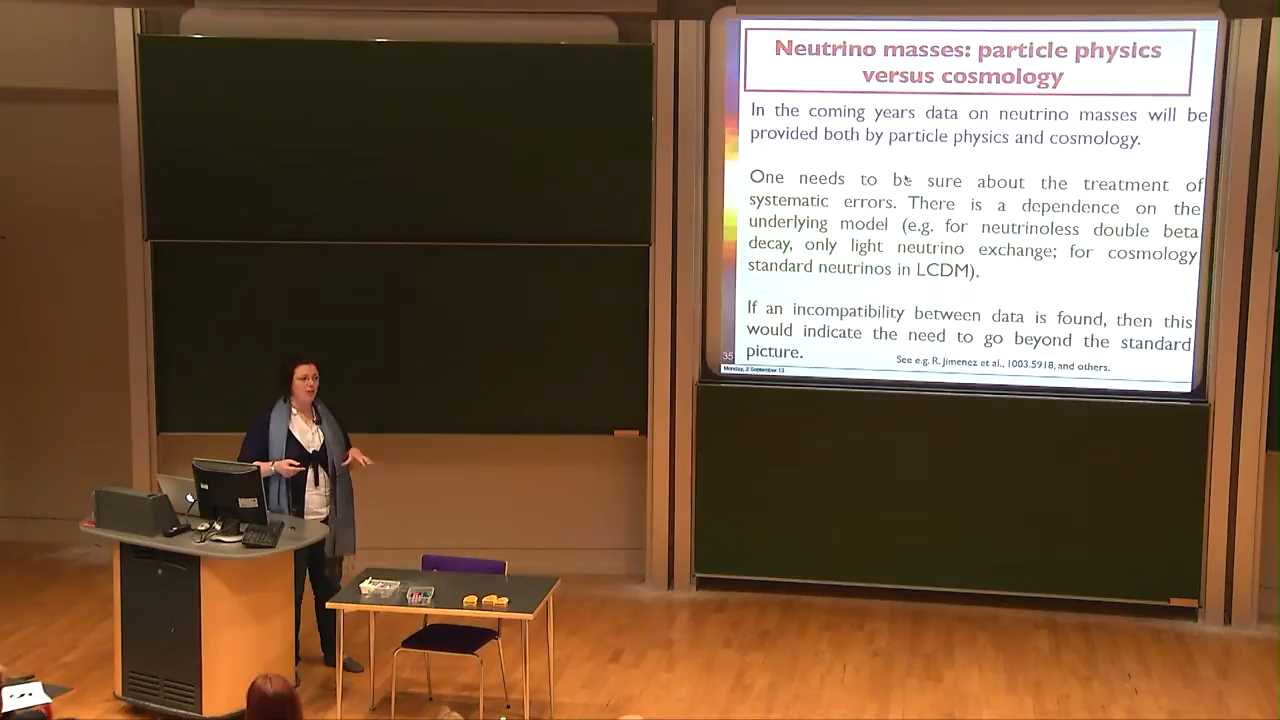 Neutrino masses: particle physics
versus cosmology
In the coming years data on neutrino masses will be
provided both by particle physics and cosmology.
One needs to be sure about the treatment of
systematic errors. There is a dependence on the
underlying model (e.g. for neutrinoless double beta
decay, only light neutrino exchange; for cosmology
standard neutrinos in LCDM).
If an incompatibility between data is found, then this
would indicate the need to go beyond the standard
picture.
See e.g. R. Jimenez et al., 1003.5918, and others.
35
Monday, 2 September 13